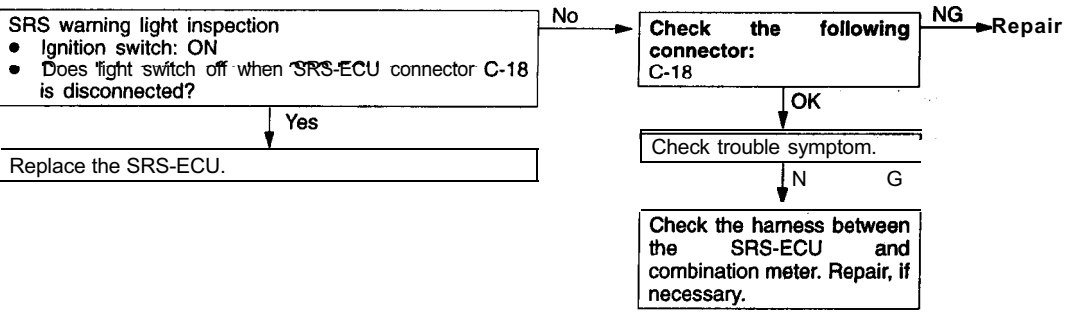 SRS warning light inspection
● Ignition switch: ON
● Does light switch off when SRS-ECU connector C-18
is disconnected?
No
Check the following
connector:
C-18
NG
Repair
Yes
OK
Replace the SRS-ECU.
Check trouble symptom.
N G
Check the harness between
the SRS-ECU and
combination meter. Repair, if
necessary.